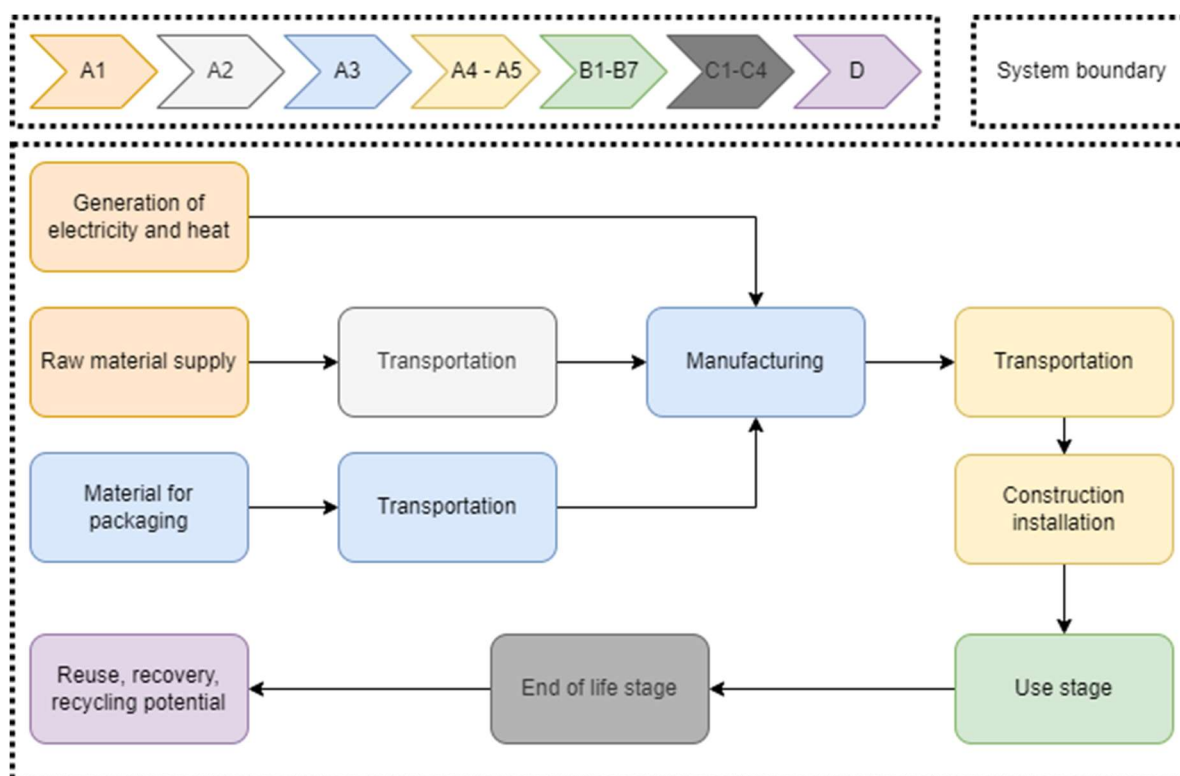 A1
A2
A3
A4 - A5
B1-B7
C1-C4
D
System boundary
Generation of
electricity and heat
Raw material supply
Transportation
Manufacturing
Transportation
Material for
packaging
Transportation
Construction
installation
Reuse, recovery,
recycling potential
End of life stage
Use stage